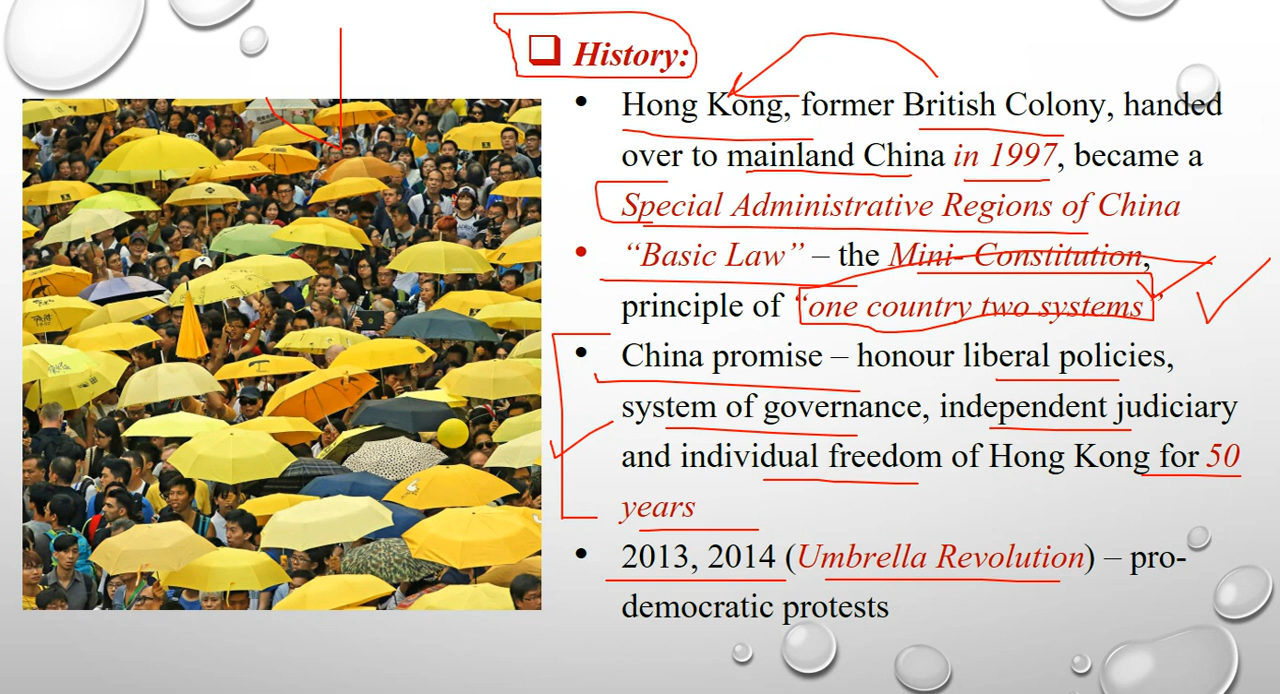 History:
Hong Kong, former British Colony, handed
over to mainland China in 1997, became a
Special Administrative Regions of China
“Basic Law” – the Mini- Constitution,
principle of “one country two systems”
China promise – honour liberal policies,
system of governance, independent judiciary
and individual freedom of Hong Kong for 50
years
2013, 2014 (Umbrella Revolution) – pro-
democratic protests